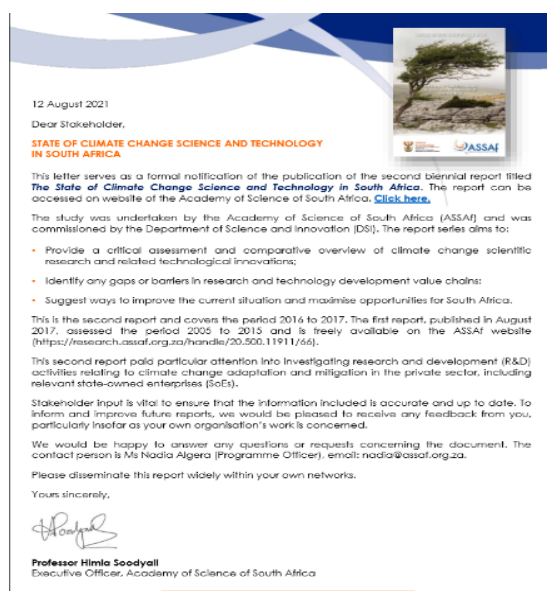 ASSAf
12 August 2021
Dear Stakeholder,
STATE OF CLIMATE CHANGE SCIENCE AND TECHNOLOGY
IN SOUTH AFRICA
This letter serves as a formal notification of the publication of the second biennial report titled
The State of Climate Change Science and Technology in South Africa. The report can be
accessed on website of the Academy of Science of South Africa. Click here.
The study was undertaken by the Academy of Science of South Africa (ASSAf) and was
commissioned by the Department of Science and Innovation (DSI). The report series aims to:
• Provide a critical assessment and comparative overview of climate change scientific
research and related technological innovations;
• Identify any gaps or barriers in research and technology development value chains;
• Suggest ways to improve the current situation and maximise opportunities for South Africa.
This is the second report and covers the period 2016 to 2017. The first report, published in August
2017, assessed the period 2005 to 2015 and is freely available on the ASSAf website
(https://research.assaf.org.za/handle/20.500.11911/66).
This second report paid particular attention into investigating research and development (R&D)
activities relating to climate change adaptation and mitigation in the private sector, including
relevant state-owned enterprises (SoEs).
Stakeholder input is vital to ensure that the information included is accurate and up to date. To
inform and improve future reports, we would be pleased to receive any feedback from you,
particularly insofar as your own organisation's work is concerned.
We would be happy to answer any questions or requests concerning the document. The
contact person is Ms Nadia Algera (Programme Officer), email: nadia@assaf.org.za.
Please disseminate this report widely within your own networks.
Yours sincerely,
Professor Himla Soodyall
Executive Officer, Academy of Science of South Africa